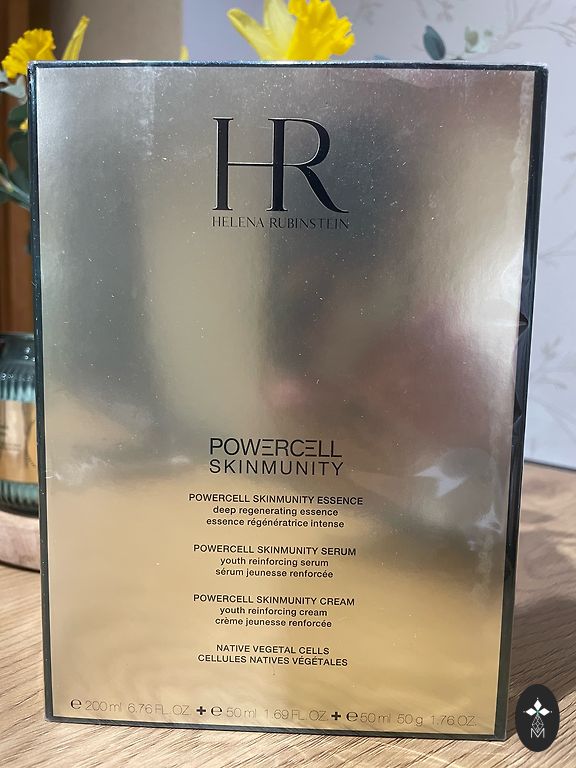 HR
HELENA RUBINSTEIN
POWERCELL
SKINMUNITY
POWERCELL SKINMUNITY ESSENCE
deep regenerating essence
essence régénératrice intense
POWERCELL SKINMUNITY SERUM
youth reinforcing serum
sérum jeunesse renforcée
POWERCELL SKINMUNITY CREAM
youth reinforcing cream
crème jeunesse renforcée
NATIVE VEGETAL CELLS
CELLULES NATIVES VÉGÉTALES
℮ 200 ml 6.76 FL. OZ. + ℮ 50 ml 1.69 FL. OZ. + ℮ 50 ml 50 g 1.76 OZ.